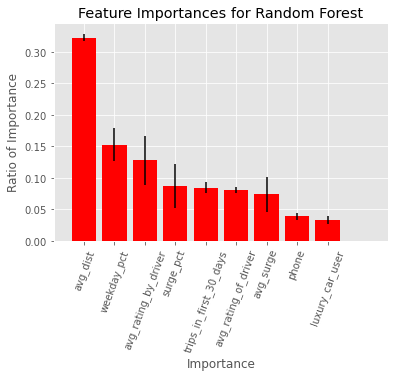 Feature Importances for Random Forest
Ratio of Importance
0.30
0.25
0.20
0.15
0.10
0.05
0.00
avg_dist
weekday_pct
avg_rating_by_driver
surge_pct
trips_in_first_30_days
avg_rating_of_driver
avg_surge
phone
luxury_car_user
Importance